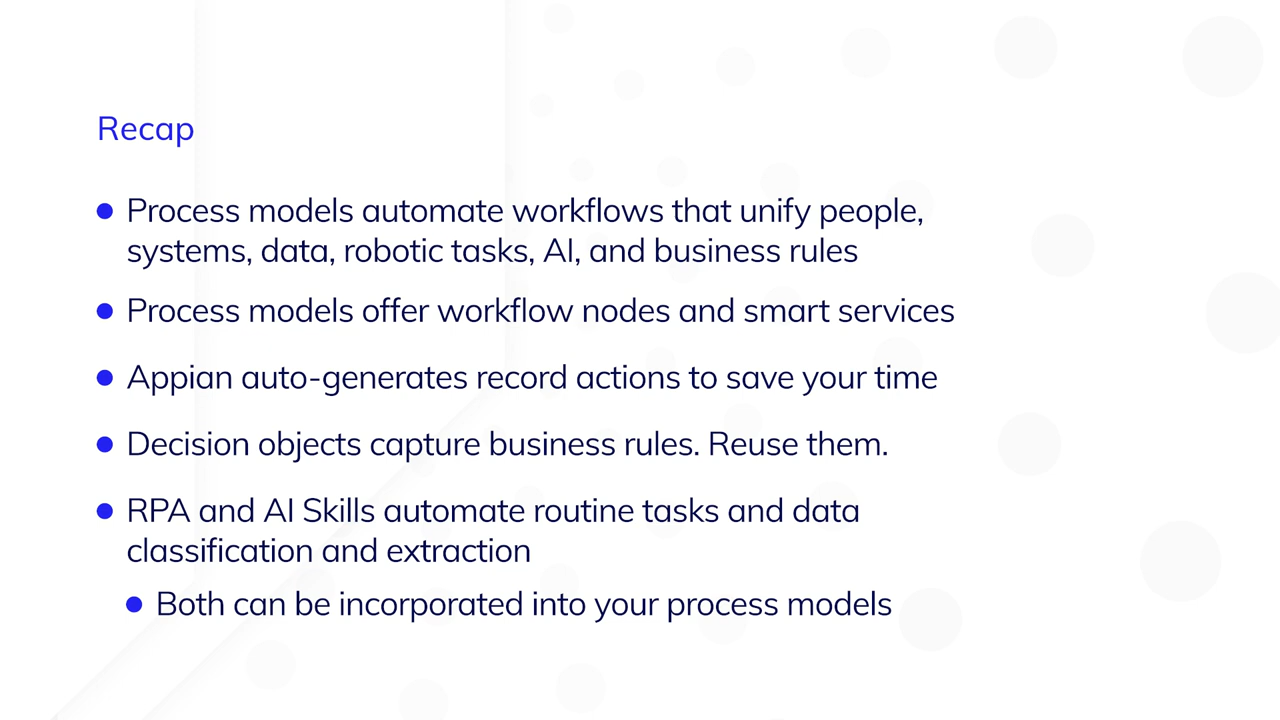 Recap
Process models automate workflows that unify people,
systems, data, robotic tasks, AI, and business rules
Process models offer workflow nodes and smart services
Appian auto-generates record actions to save your time
Decision objects capture business rules. Reuse them.
RPA and AI Skills automate routine tasks and data
classification and extraction
Both can be incorporated into your process models